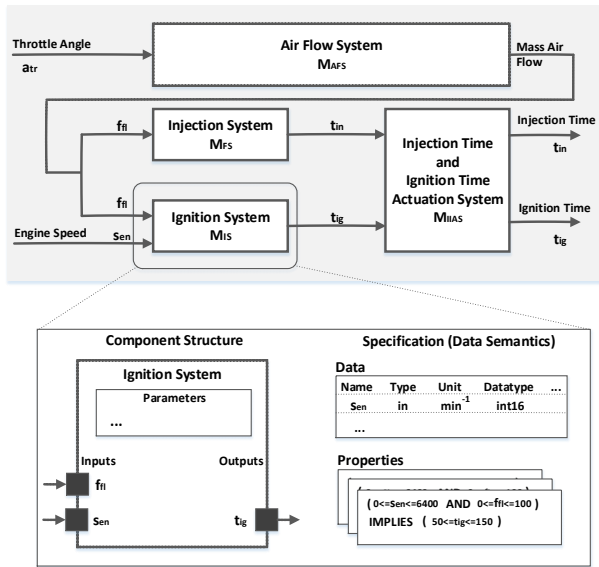 Throttle Angle
atr
Air Flow System
MAFS
Mass Air
Flow
ffl
Injection System
MFS
tin
Injection Time
and
Ignition Time
Actuation System
MIIAS
Injection Time
tin
ffl
Engine Speed
sen
Ignition System
MIS
tig
Ignition Time
tig
Component Structure
Ignition System
Parameters
...
Inputs
Outputs
ffl
sen
tig
Specification (Data Semantics)
Data
Name Type Unit Datatype ...
sen in min-1 int16
...
Properties
(0<=sen<=6400 AND 0<=ffl<=100)
IMPLIES (50<=tig<=150)